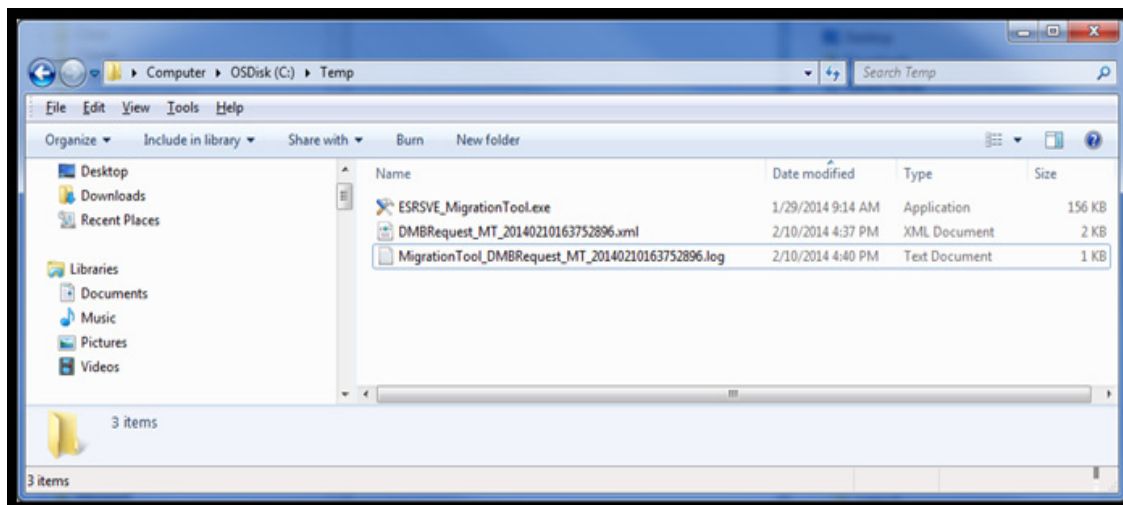 Computer OSDisk (C:) Temp
Search Temp
File Edit View Tools Help
Organize Include in library Share with Burn New folder
Desktop
Downloads
Recent Places
Libraries
Documents
Music
Pictures
Videos
Name Date modified Type Size
ESRSVE_MigrationTool.exe 1/29/2014 9:14 AM Application 156 KB
DMBRequest_MT_20140210163752896.xml 2/10/2014 4:37 PM XML Document 2 KB
MigrationTool_DMBRequest_MT_20140210163752896.log 2/10/2014 4:40 PM Text Document 1 KB
3 items
3 items